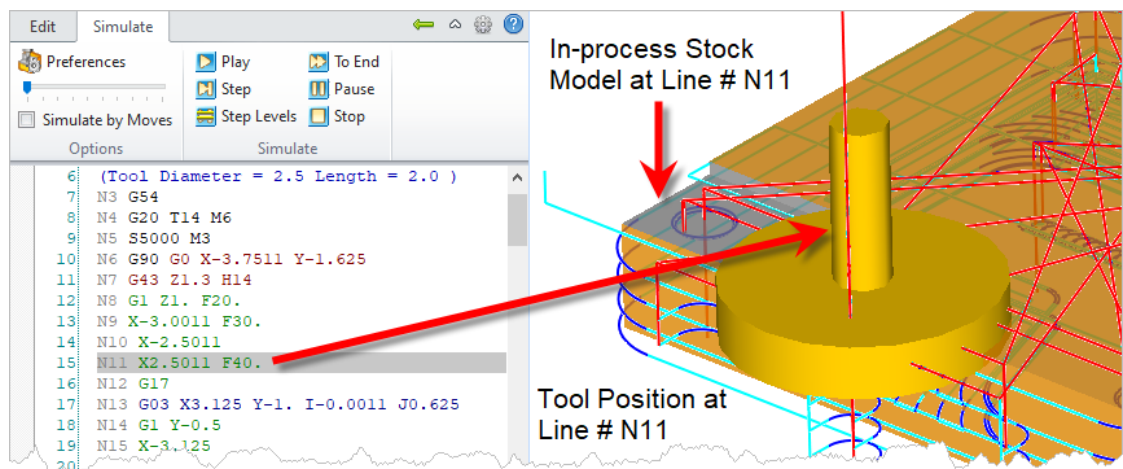 Edit Simulate
Preferences
Simulate by Moves
Options
Play To End
Step Pause
Step Levels Stop
Simulate
6 (Tool Diameter = 2.5 Length = 2.0 )
7 N3 G54
8 N4 G20 T14 M6
9 N5 S5000 M3
10 N6 G90 G0 X-3.7511 Y-1.625
11 N7 G43 Z1.3 H14
12 N8 G1 Z1. F20.
13 N9 X-3.0011 F30.
14 N10 X-2.5011
15 N11 X2.5011 F40.
16 N12 G17
17 N13 G03 X3.125 Y-1. I-0.0011 J0.625
18 N14 G1 Y-0.5
19 N15 X-3.125
20
In-process Stock
Model at Line # N11
Tool Position at
Line # N11